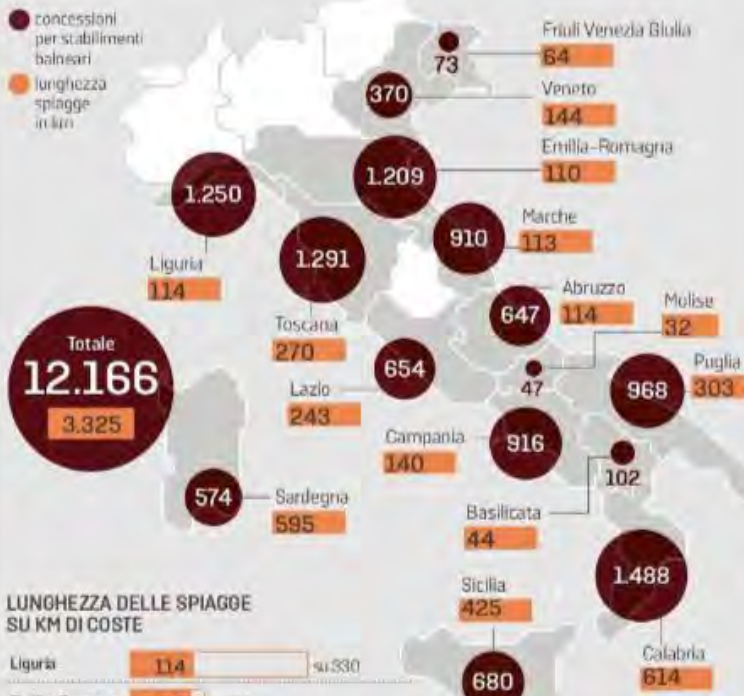 concessioni
per stabilimenti
balneari
lunghezza
spiagge
in km
73
Friuli Venezia Giulia
64
370
Veneto
144
1.209
Emilia-Romagna
110
1.250
Liguria
114
1.291
Toscana
270
910
Marche
113
647
Abruzzo
114
Molise
32
47
Totale
12.166
3.325
654
Lazio
243
968
Puglia
303
Campania
140
916
102
Basilicata
44
574
Sardegna
595
1.488
Calabria
614
Sicilia
425
680
LUNGHEZZA DELLE SPIAGGE
SU KM DI COSTE
Liguria
114
su 330